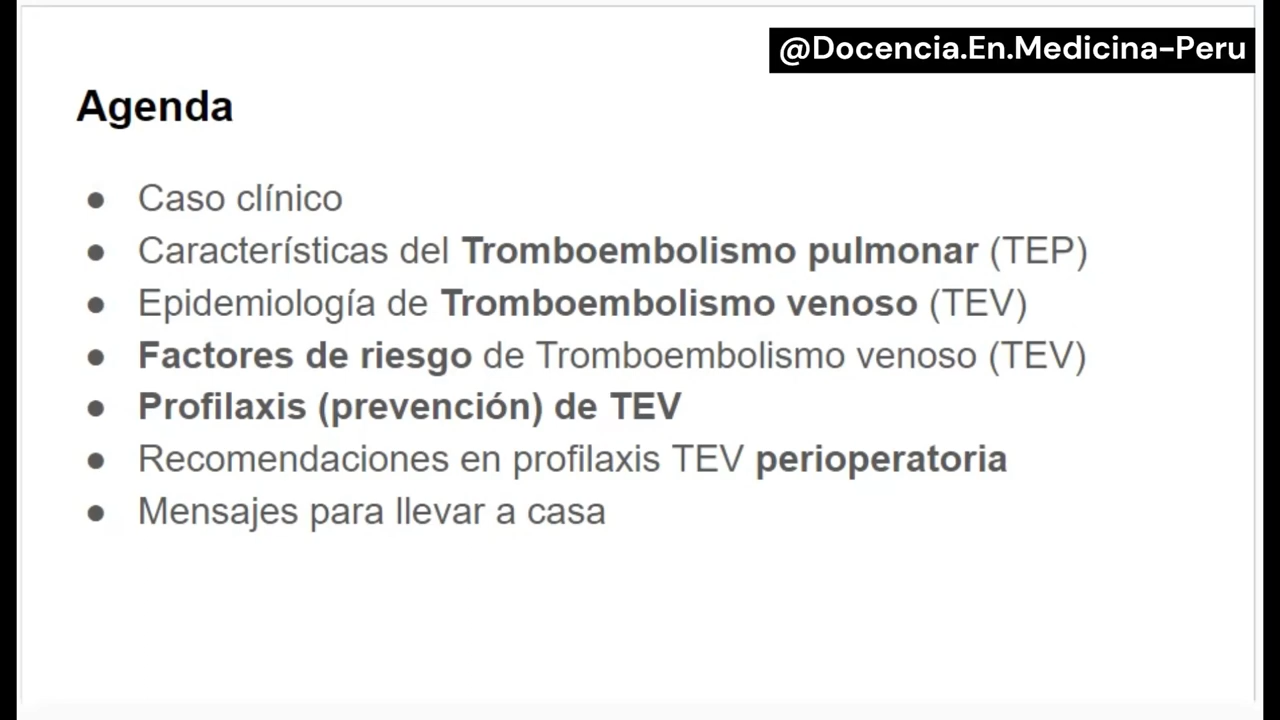 @Docencia.En.Medicina-Peru
Agenda
● Caso clínico
● Características del Tromboembolismo pulmonar (TEP)
● Epidemiología de Tromboembolismo venoso (TEV)
● Factores de riesgo de Tromboembolismo venoso (TEV)
● Profilaxis (prevención) de TEV
● Recomendaciones en profilaxis TEV perioperatoria
● Mensajes para llevar a casa